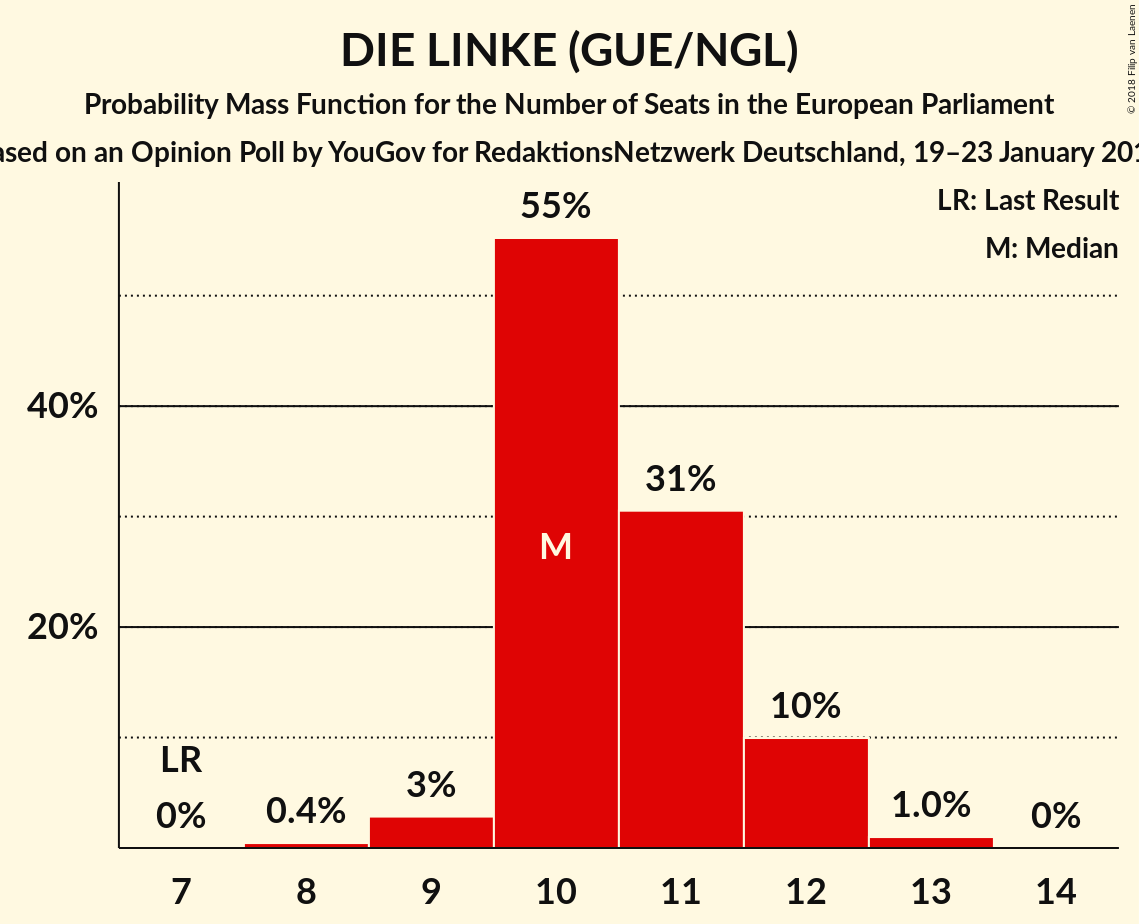 DIE LINKE (GUE/NGL)
Probability Mass Function for the Number of Seats in the European Parliament
on an Opinion Poll by YouGov for RedaktionsNetzwerk Deutschland, 19–23 January
© 2018 Filip van Laenen
LR: Last Result
M: Median
55%
40%
31%
M
20%
10%
LR
3%
0%
0.4%
1.0%
0%
7 8 9 10 11 12 13 14